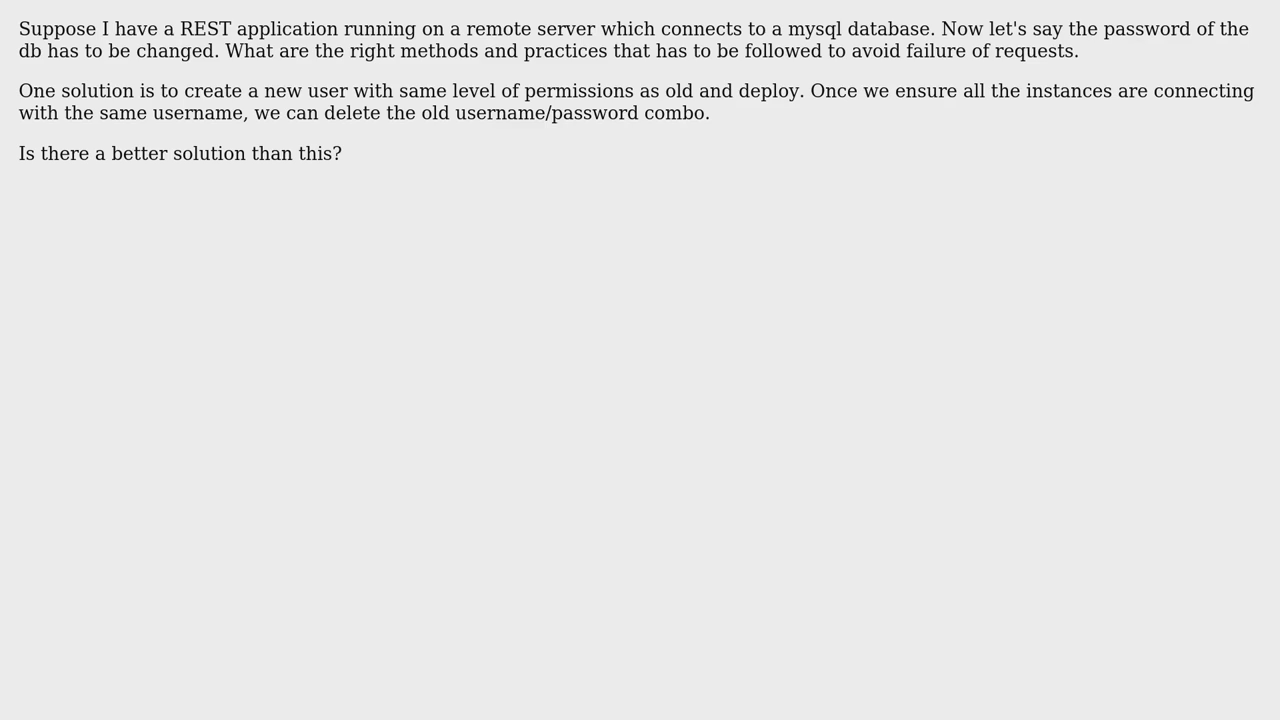 Suppose I have a REST application running on a remote server which connects to a mysql database. Now let's say the password of the
db has to be changed. What are the right methods and practices that has to be followed to avoid failure of requests.
One solution is to create a new user with same level of permissions as old and deploy. Once we ensure all the instances are connecting
with the same username, we can delete the old username/password combo.
Is there a better solution than this?